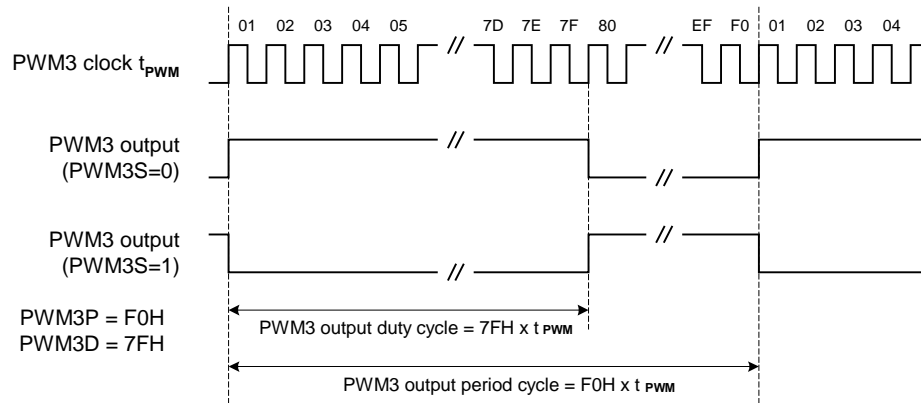 01 02 03 04 05 // 7D 7E 7F 80 // EF F0 01 02 03 04
PWM3 clock tPWM
PWM3 output
(PWM3S=0)
// //
PWM3 output
(PWM3S=1)
// //
PWM3P = F0H
PWM3D = 7FH
PWM3 output duty cycle = 7FH x t PWM
PWM3 output period cycle = F0H x t PWM